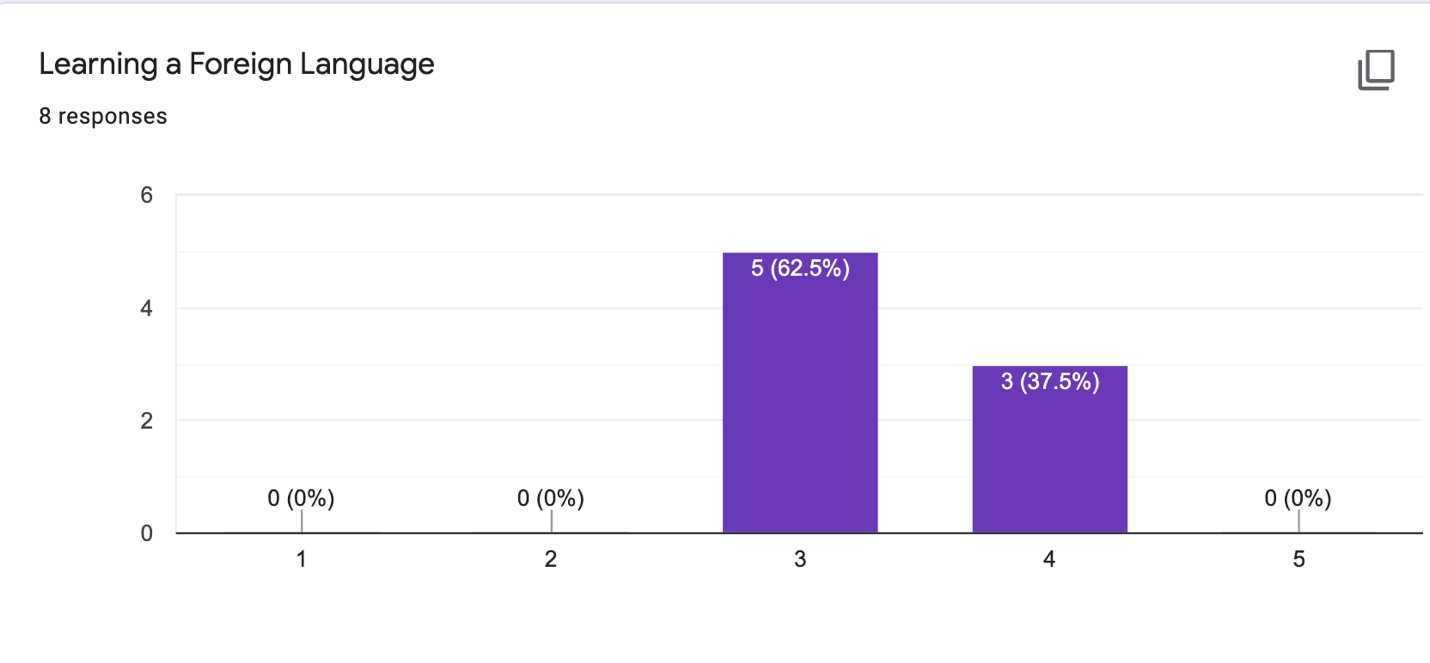 Learning a Foreign Language
8 responses
6
5 (62.5%)
4
3 (37.5%)
2
0 (0%) 0 (0%) 0 (0%)
0
1 2 3 4 5